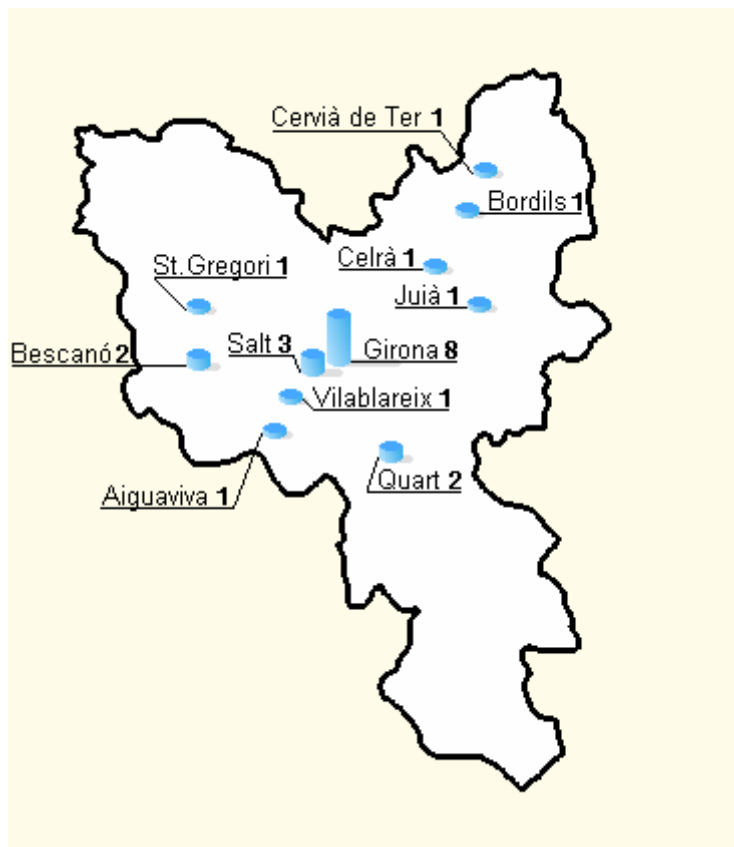 Cervià de Ter 1
Bordils 1
Celrà 1
St. Gregori 1
Juià 1
Salt 3
Girona 8
Bescanó 2
Vilablareix 1
Quart 2
Aiguaviva 1